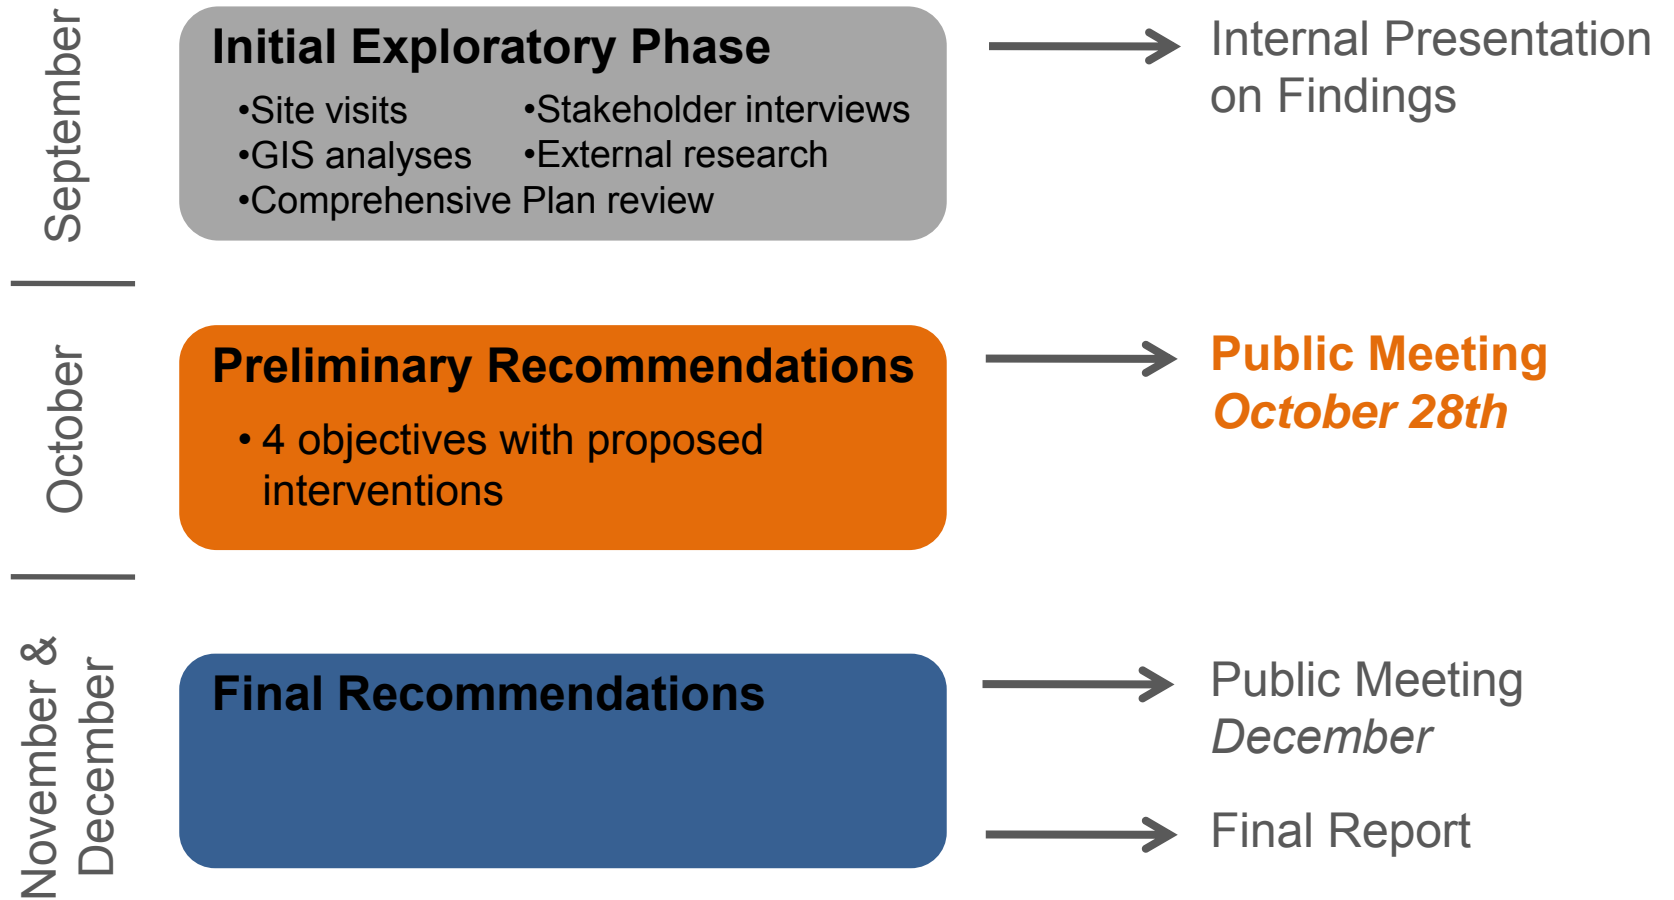 September
Initial Exploratory Phase
•Site visits •Stakeholder interviews
•GIS analyses •External research
•Comprehensive Plan review
Internal Presentation
on Findings
October
Preliminary Recommendations
• 4 objectives with proposed
interventions
Public Meeting
October 28th
November &
December
Final Recommendations
Public Meeting
December
Final Report